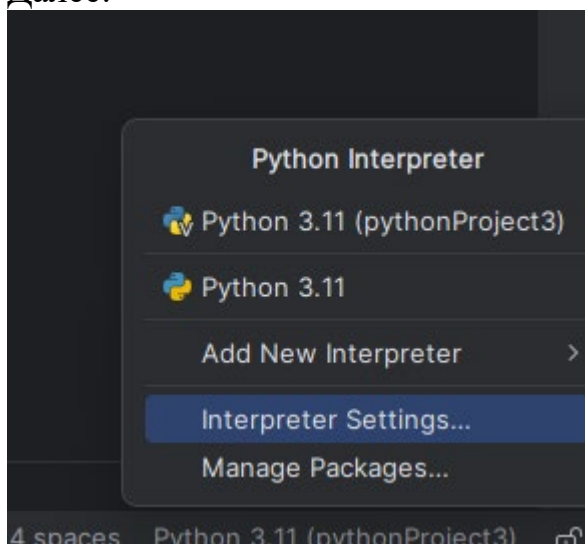 Далее:
Python Interpreter
Python 3.11 (pythonProject3)
Python 3.11
Add New Interpreter
Interpreter Settings...
Manage Packages...
4 spaces Python 3.11 (pythonProject3)